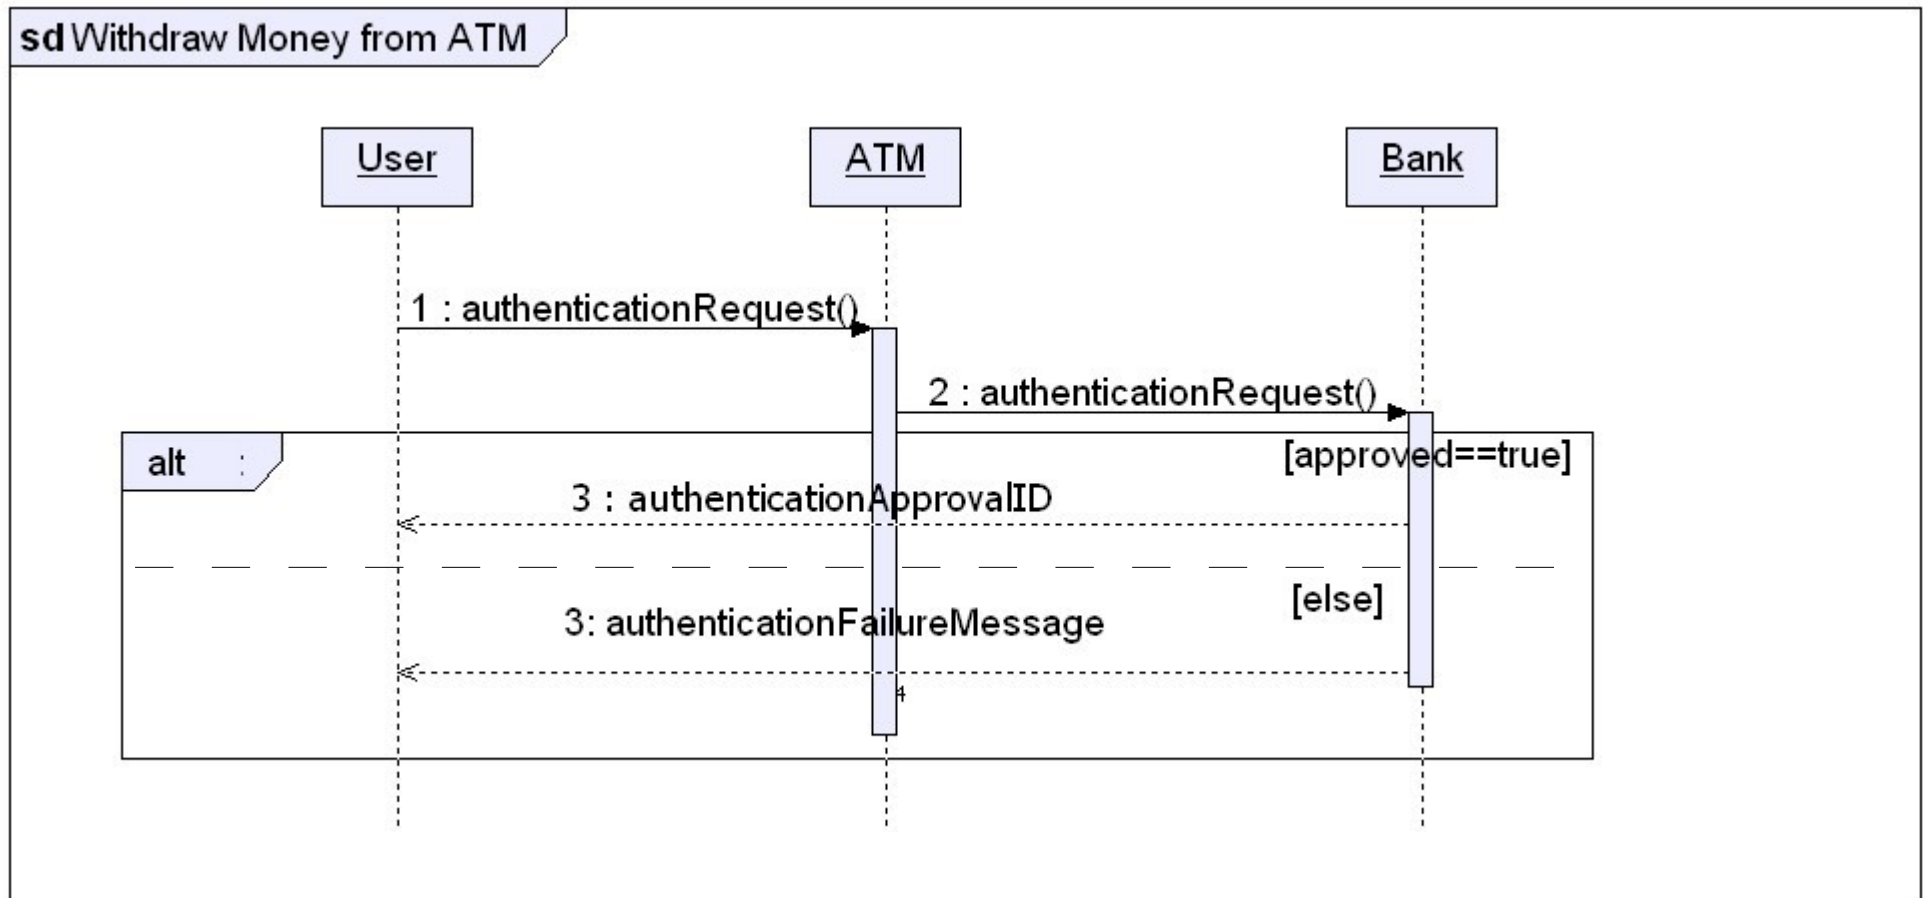 sd Withdraw Money from ATM
User
ATM
Bank
1 : authenticationRequest()
2 : authenticationRequest()
alt :
[approved==true]
3 : authenticationApprovalID
[else]
3: authenticationFailureMessage
4